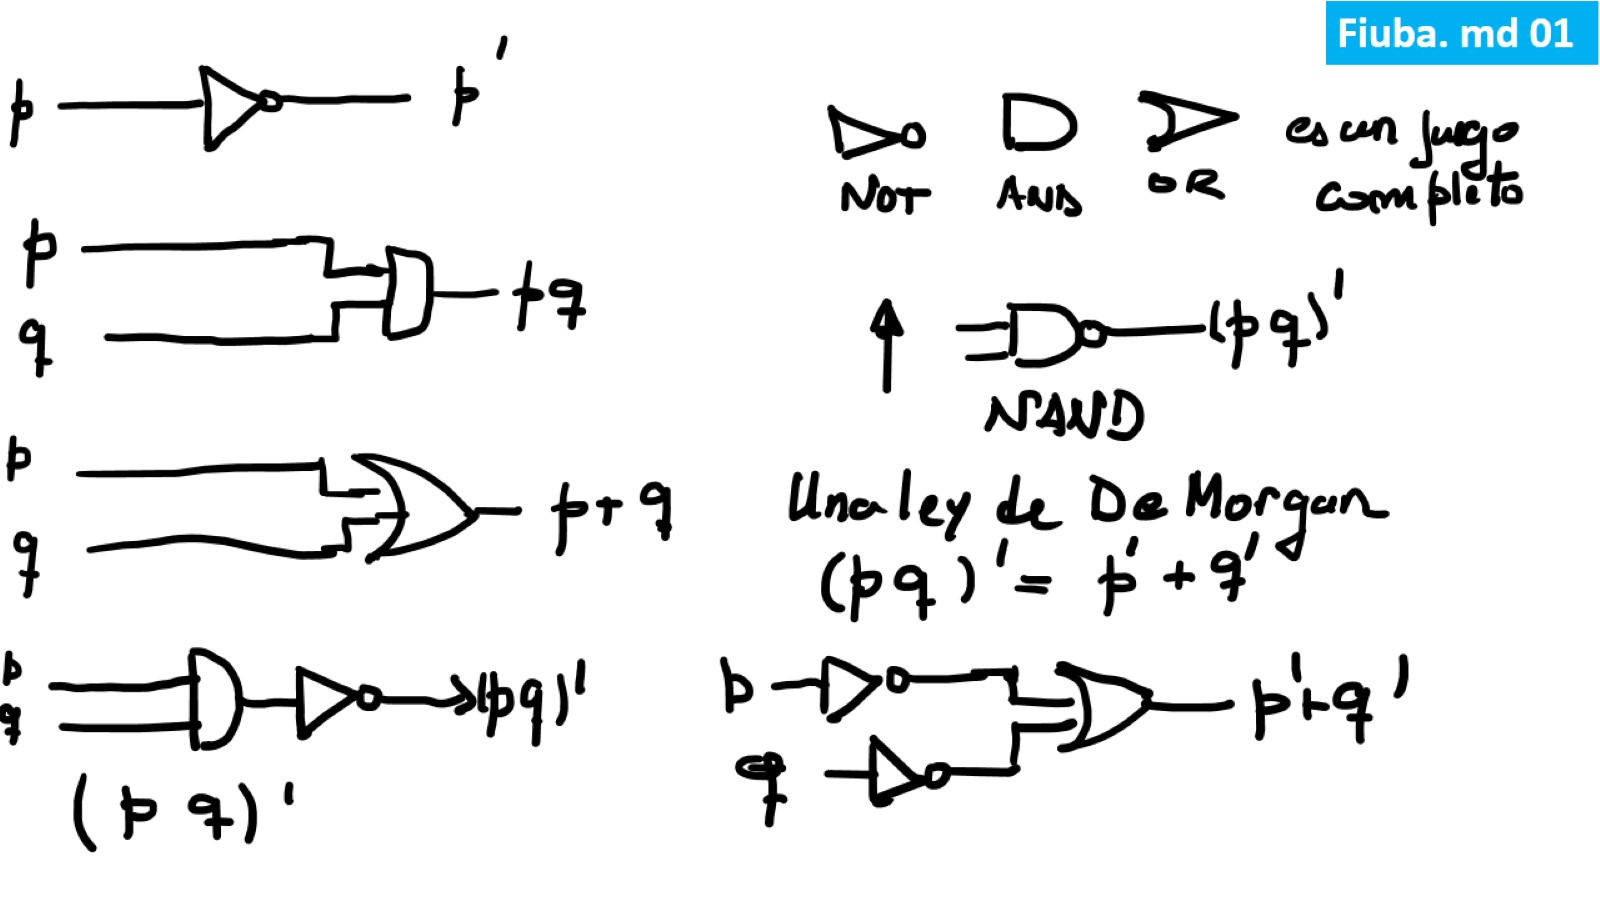 Fiuba. md 01
p p'
p
q
pq
p
q
p + q
p
q
(pq)'
(p q)'
NOT AND OR es un juego
completo
(pq)'
NAND
Una ley de De Morgan
(pq)' = p' + q'
p
q
p' + q'